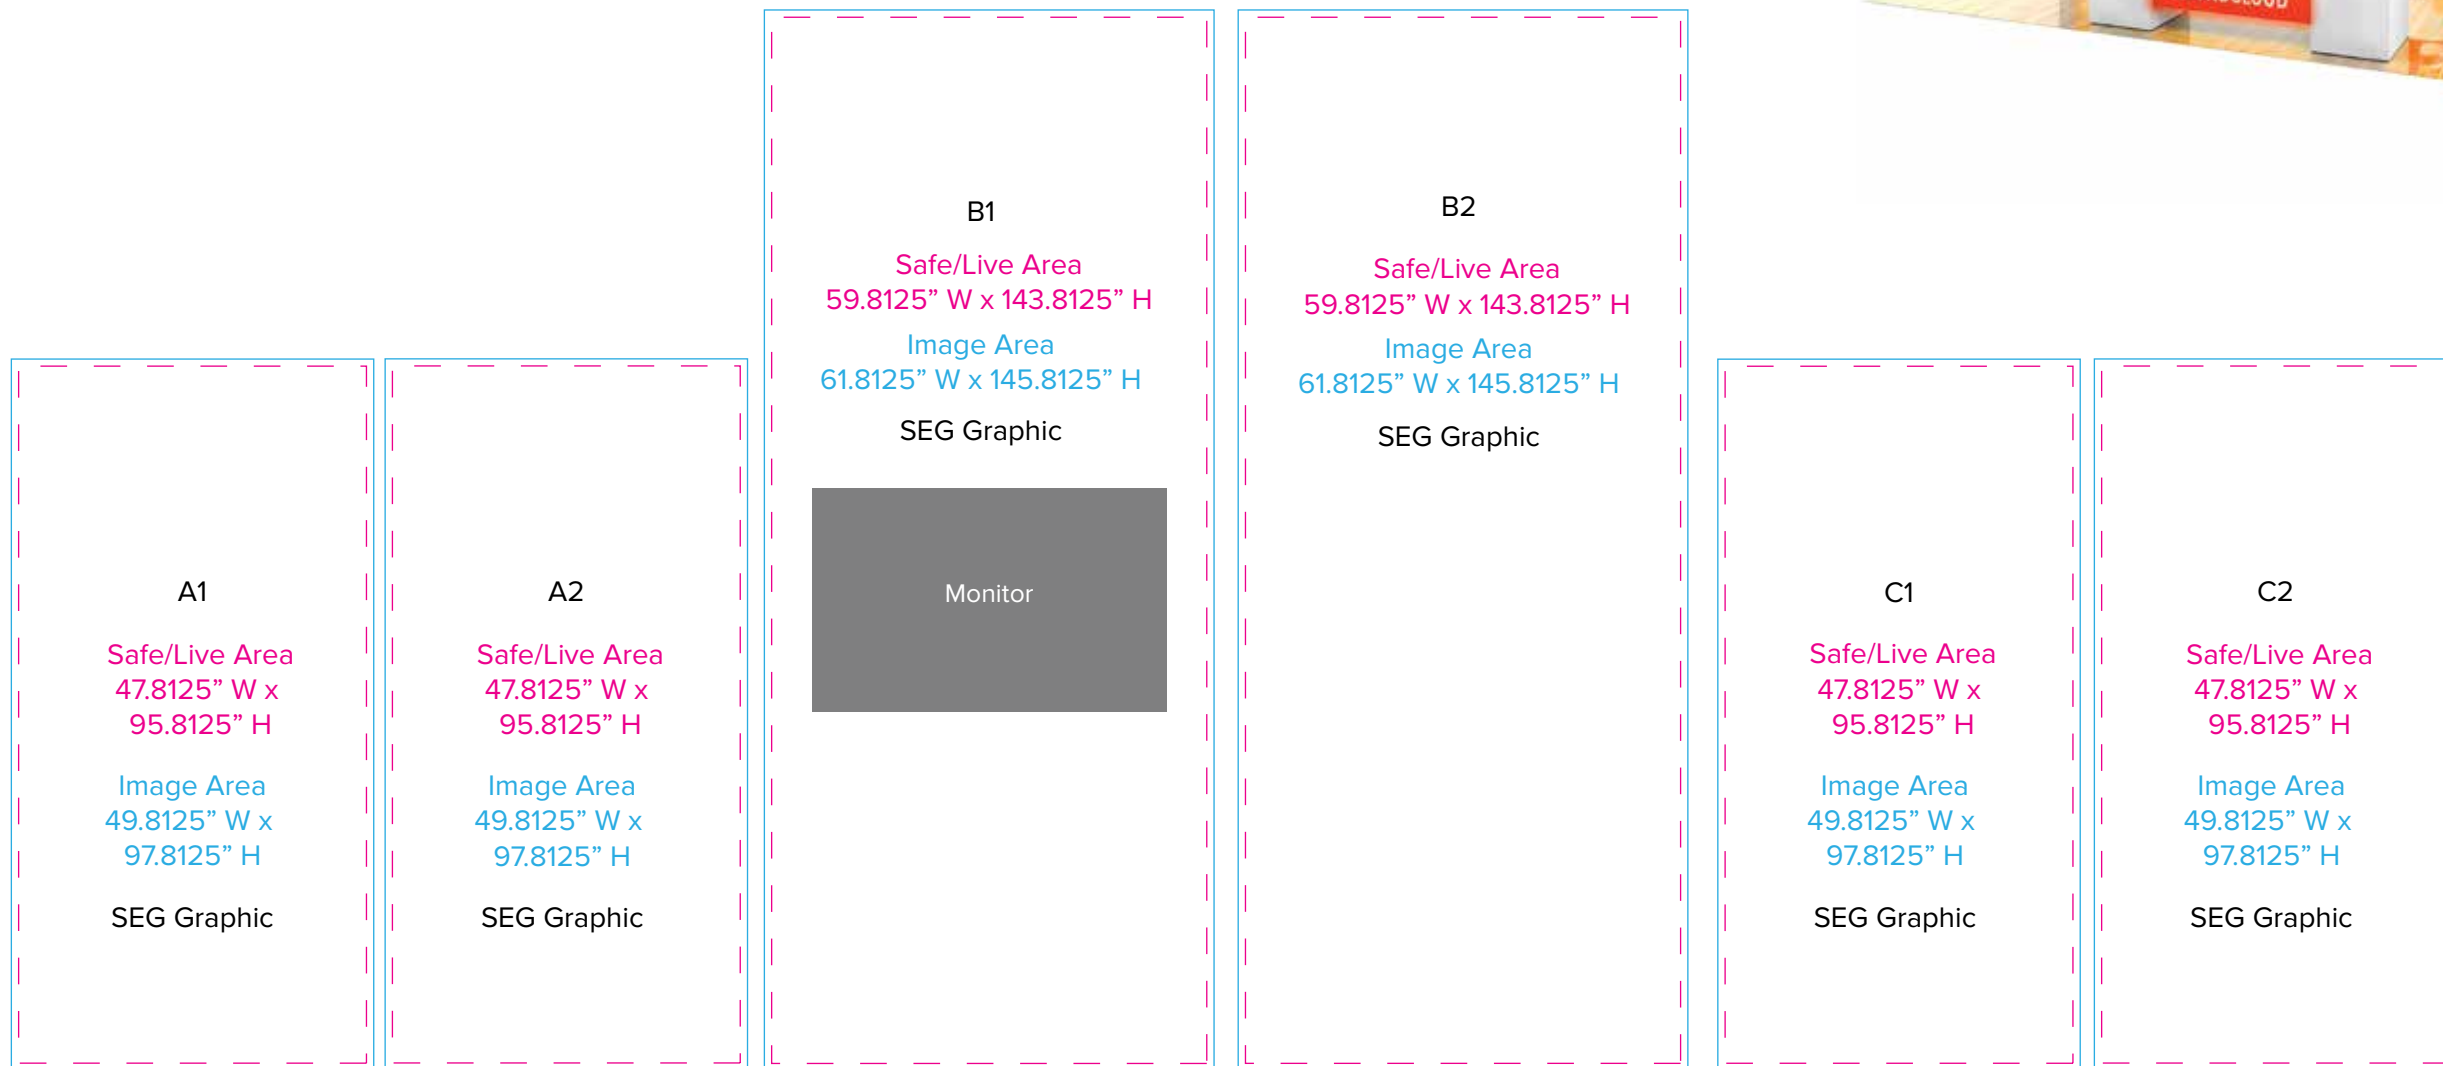 B1
Safe/Live Area
59.8125” W x 143.8125” H
Image Area
61.8125” W x 145.8125” H
SEG Graphic
Monitor
B2
Safe/Live Area
59.8125” W x 143.8125” H
Image Area
61.8125” W x 145.8125” H
SEG Graphic
A1
Safe/Live Area
47.8125” W x
95.8125” H
Image Area
49.8125” W x
97.8125” H
SEG Graphic
A2
Safe/Live Area
47.8125” W x
95.8125” H
Image Area
49.8125” W x
97.8125” H
SEG Graphic
C1
Safe/Live Area
47.8125” W x
95.8125” H
Image Area
49.8125” W x
97.8125” H
SEG Graphic
C2
Safe/Live Area
47.8125” W x
95.8125” H
Image Area
49.8125” W x
97.8125” H
SEG Graphic